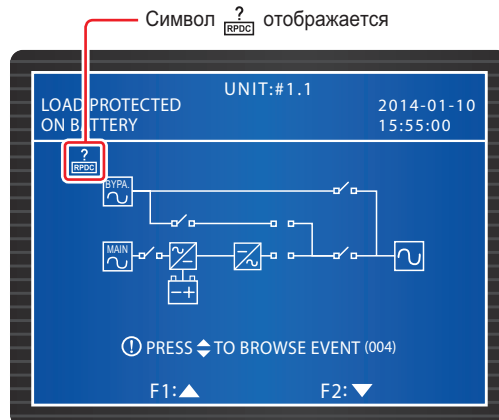 Символ ? RPDC отображается
UNIT:#1.1
LOAD PROTECTED
ON BATTERY
2014-01-10
15:55:00
?
RPDC
BYPA.
MAIN
PRESS TO BROWSE EVENT (004)
F1: F2: